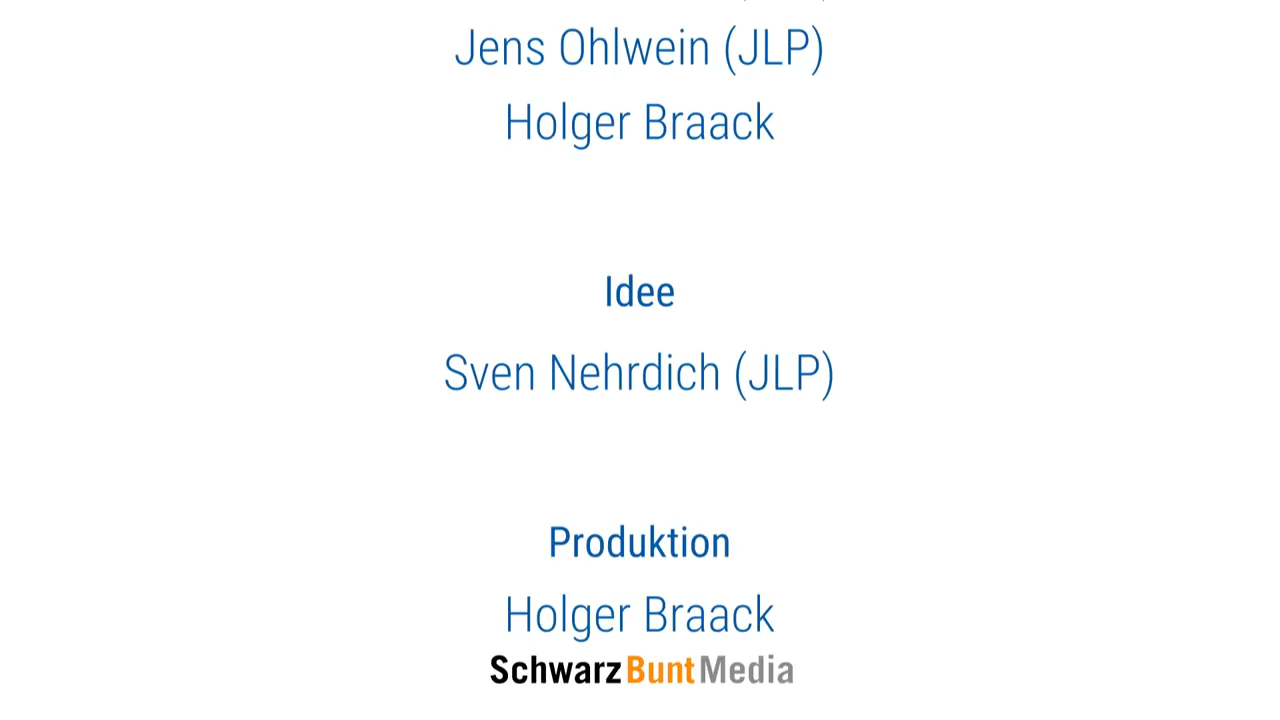 Jens Ohlwein (JLP)
Holger Braack
Idee
Sven Nehrdich (JLP)
Produktion
Holger Braack
SchwarzBuntMedia